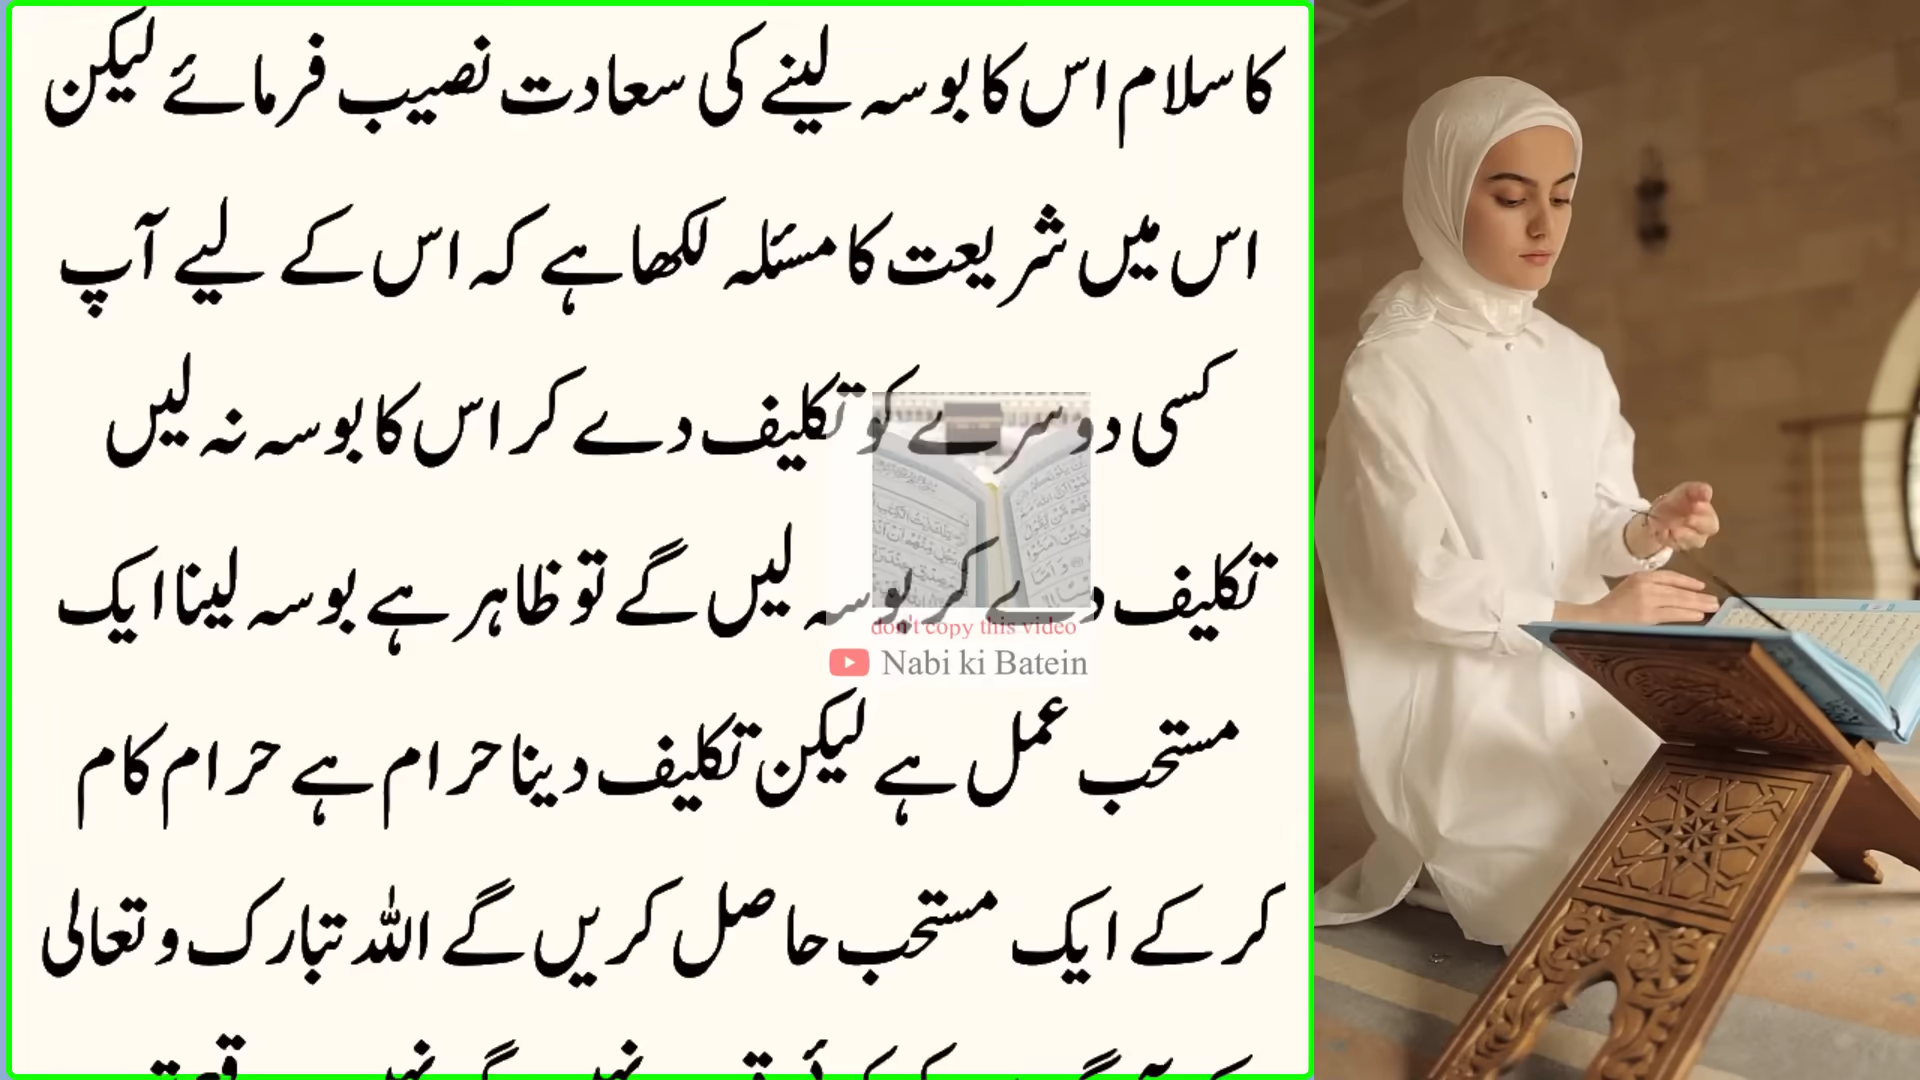 کا سلام اس کا بوسہ لینے کی سعادت نصیب فرمائے لیکن
اس میں شریعت کا مسئلہ لکھا ہے کہ اس کے لیے آپ
کسی دوسرے کو تکلیف دے کر اس کا بوسہ نہ لیں
تکلیف دے کر بوسہ لیں گے تو ظاہر ہے بوسہ لینا ایک
مستحب عمل ہے لیکن تکلیف دینا حرام ہے حرام کام
کر کے ایک مستحب حاصل کریں گے اللہ تبارک و تعالی
don't copy this video
Nabi ki Batein